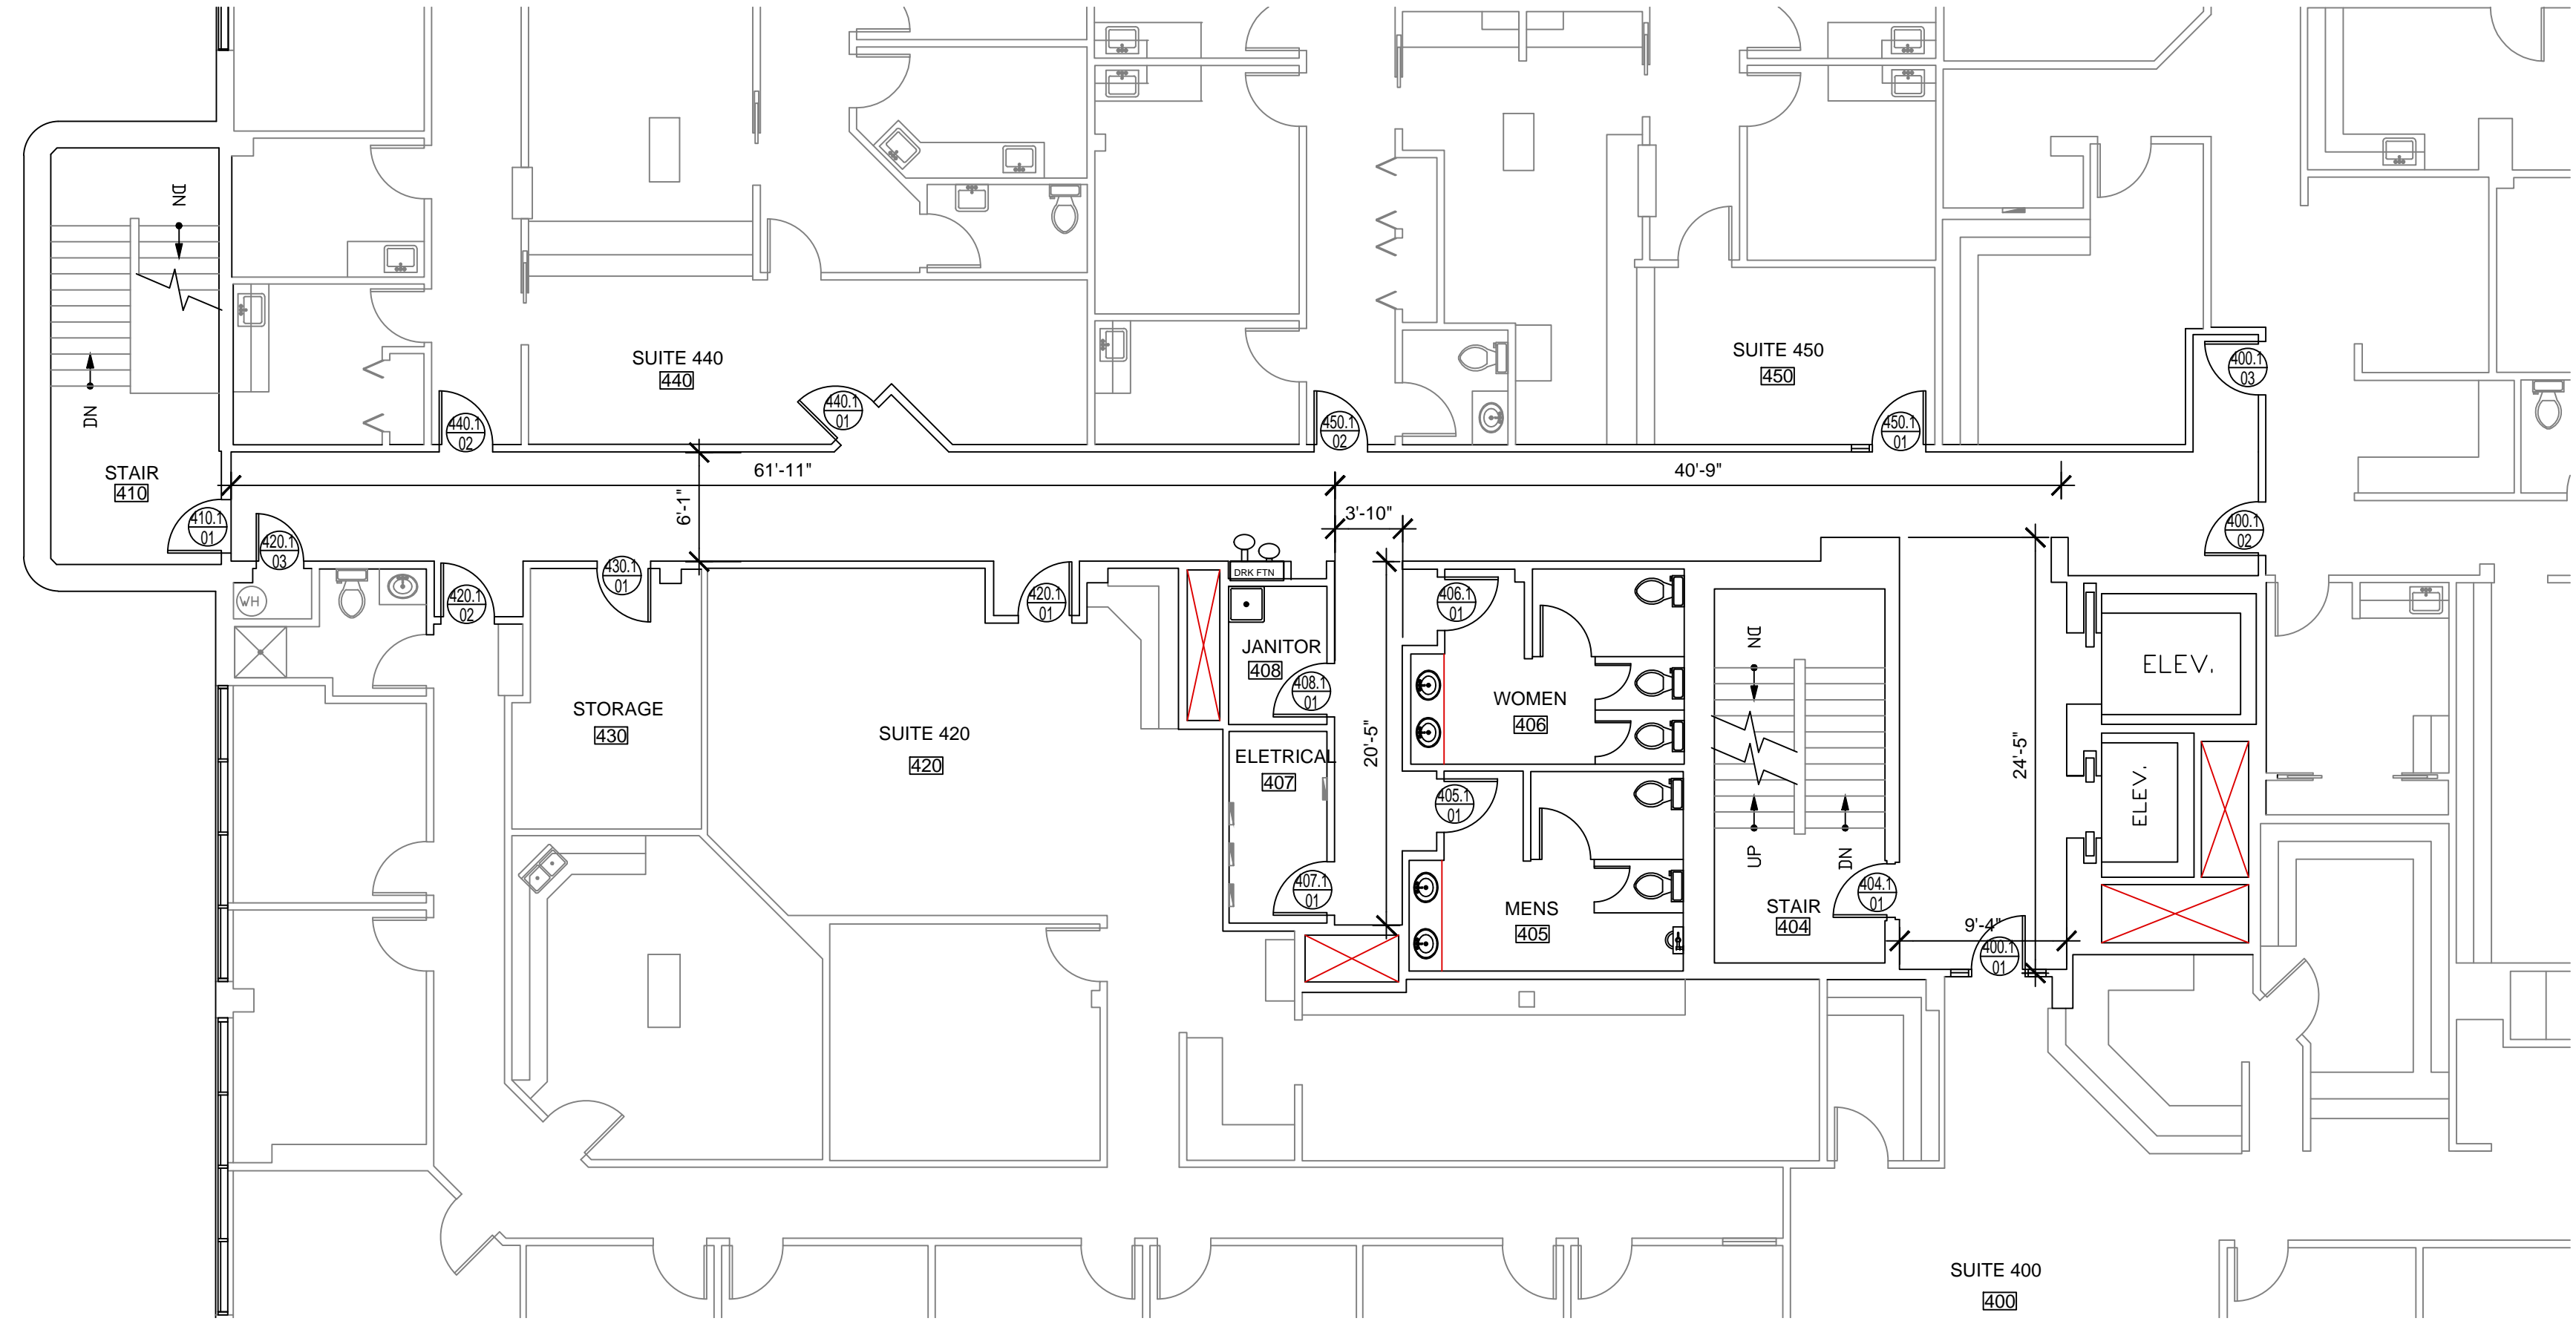 DN
DN
STAIR
410
410.1
01
SUITE 440
440
440.1
02
440.1
01
450.1
02
SUITE 450
450
450.1
01
400.1
03
400.1
02
61'-11"
40'-9"
6'-1"
3'-10"
420.1
03
420.1
02
430.1
01
420.1
01
WH
DRK FTN
JANITOR
408
408.1
01
STORAGE
430
SUITE 420
420
ELETRICAL
407
407.1
01
20'-5"
406.1
01
WOMEN
406
405.1
01
MENS
405
DN
UP
DN
STAIR
404
404.1
01
24'-5"
9'-4"
400.1
01
ELEV.
ELEV.
SUITE 400
400